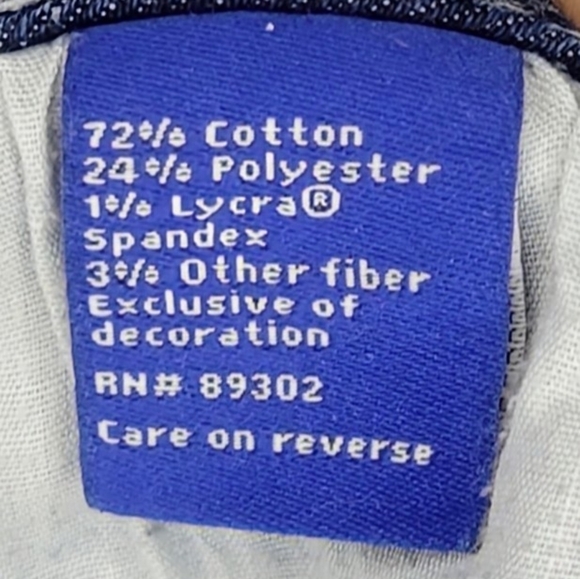 72% Cotton
24% Polyester
1% Lycra®
Spandex
3% Other fiber
Exclusive of
decoration
RN# 89302
Care on reverse